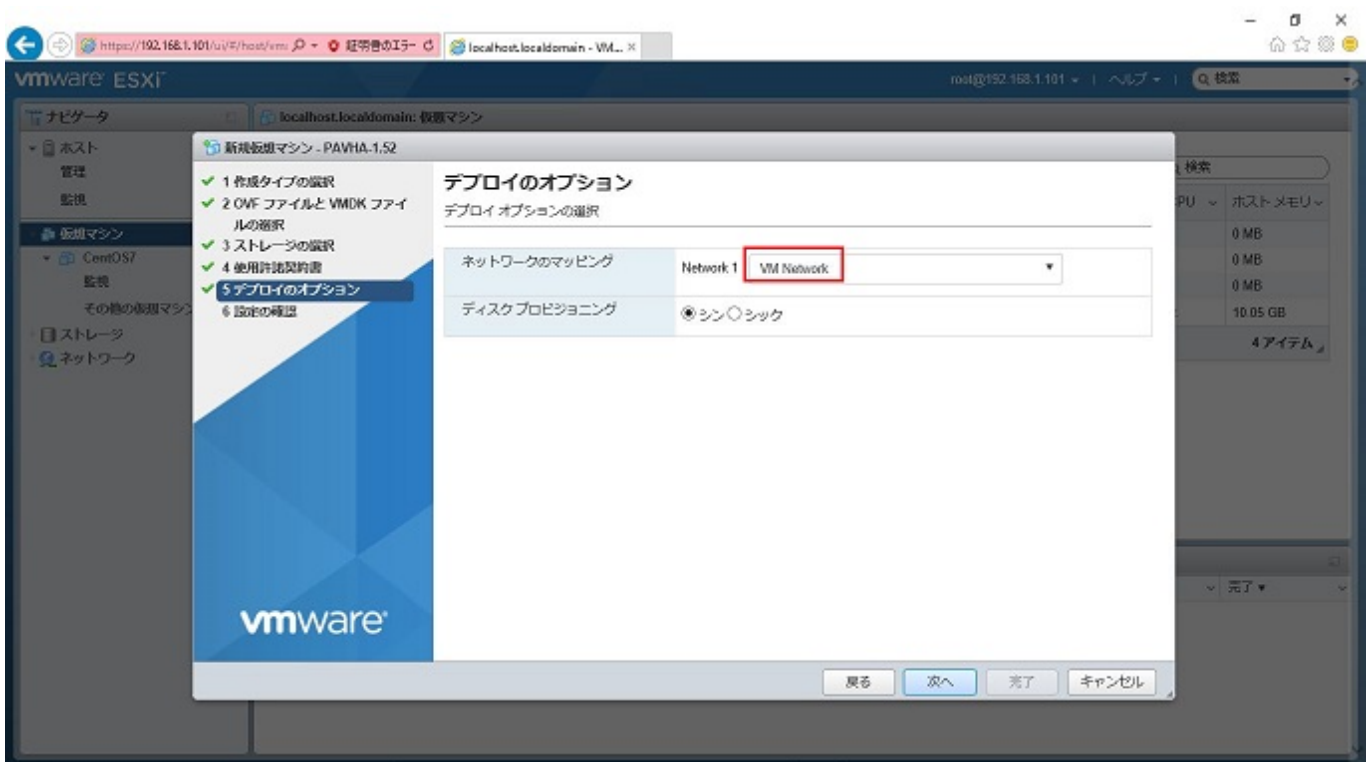 https://192.168.1.101/ui/#/host/vms
証明書のエラー
localhost.localdomain - VM...
vmware ESXi
root@192.168.1.101
ヘルプ
検索
ナビゲータ
localhost.localdomain: 仮想マシン
ホスト
管理
監視
仮想マシン
CentOS7
監視
その他の仮想マシン
ストレージ
ネットワーク
新規仮想マシン - PAVHA-1.52
1 作成タイプの選択
2 OVF ファイルと VMDK ファイ
ルの選択
3 ストレージの選択
4 使用許諾契約書
5 デプロイのオプション
6 設定の確認
vmware
デプロイのオプション
デプロイ オプションの選択
ネットワークのマッピング
Network 1
VM Network
ディスク プロビジョニング
シン
シック
戻る
次へ
完了
キャンセル
検索
PU
ホスト メモリ
0 MB
0 MB
0 MB
10.05 GB
4 アイテム
完了